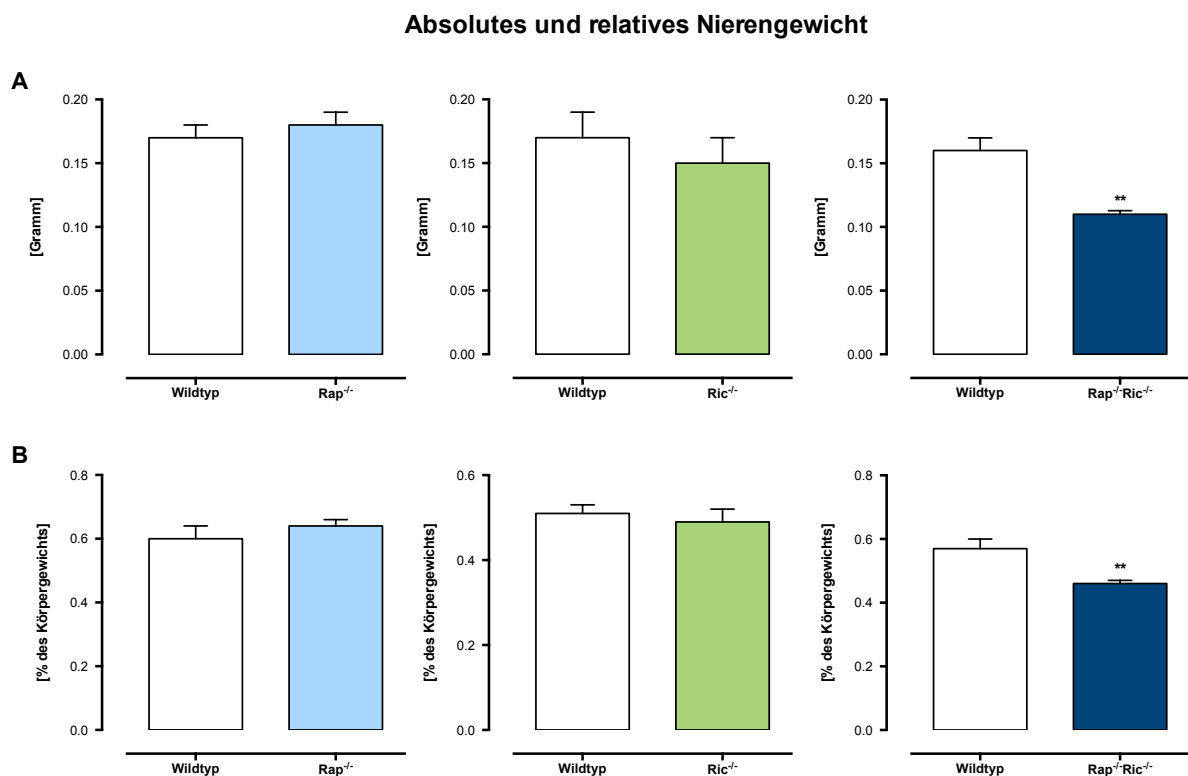 Absolutes und relatives Nierengewicht
A
[Gramm]
0.20
0.15
0.10
0.05
0.00
Wildtyp
Rap-/-
[Gramm]
0.20
0.15
0.10
0.05
0.00
Wildtyp
Ric-/-
[Gramm]
0.20
0.15
0.10
0.05
0.00
**
Wildtyp
Rap-/-Ric-/-
B
[% des Körpergewichts]
0.8
0.6
0.4
0.2
0.0
Wildtyp
Rap-/-
[% des Körpergewichts]
0.6
0.4
0.2
0.0
Wildtyp
Ric-/-
[% des Körpergewichts]
0.8
0.6
0.4
0.2
0.0
**
Wildtyp
Rap-/-Ric-/-